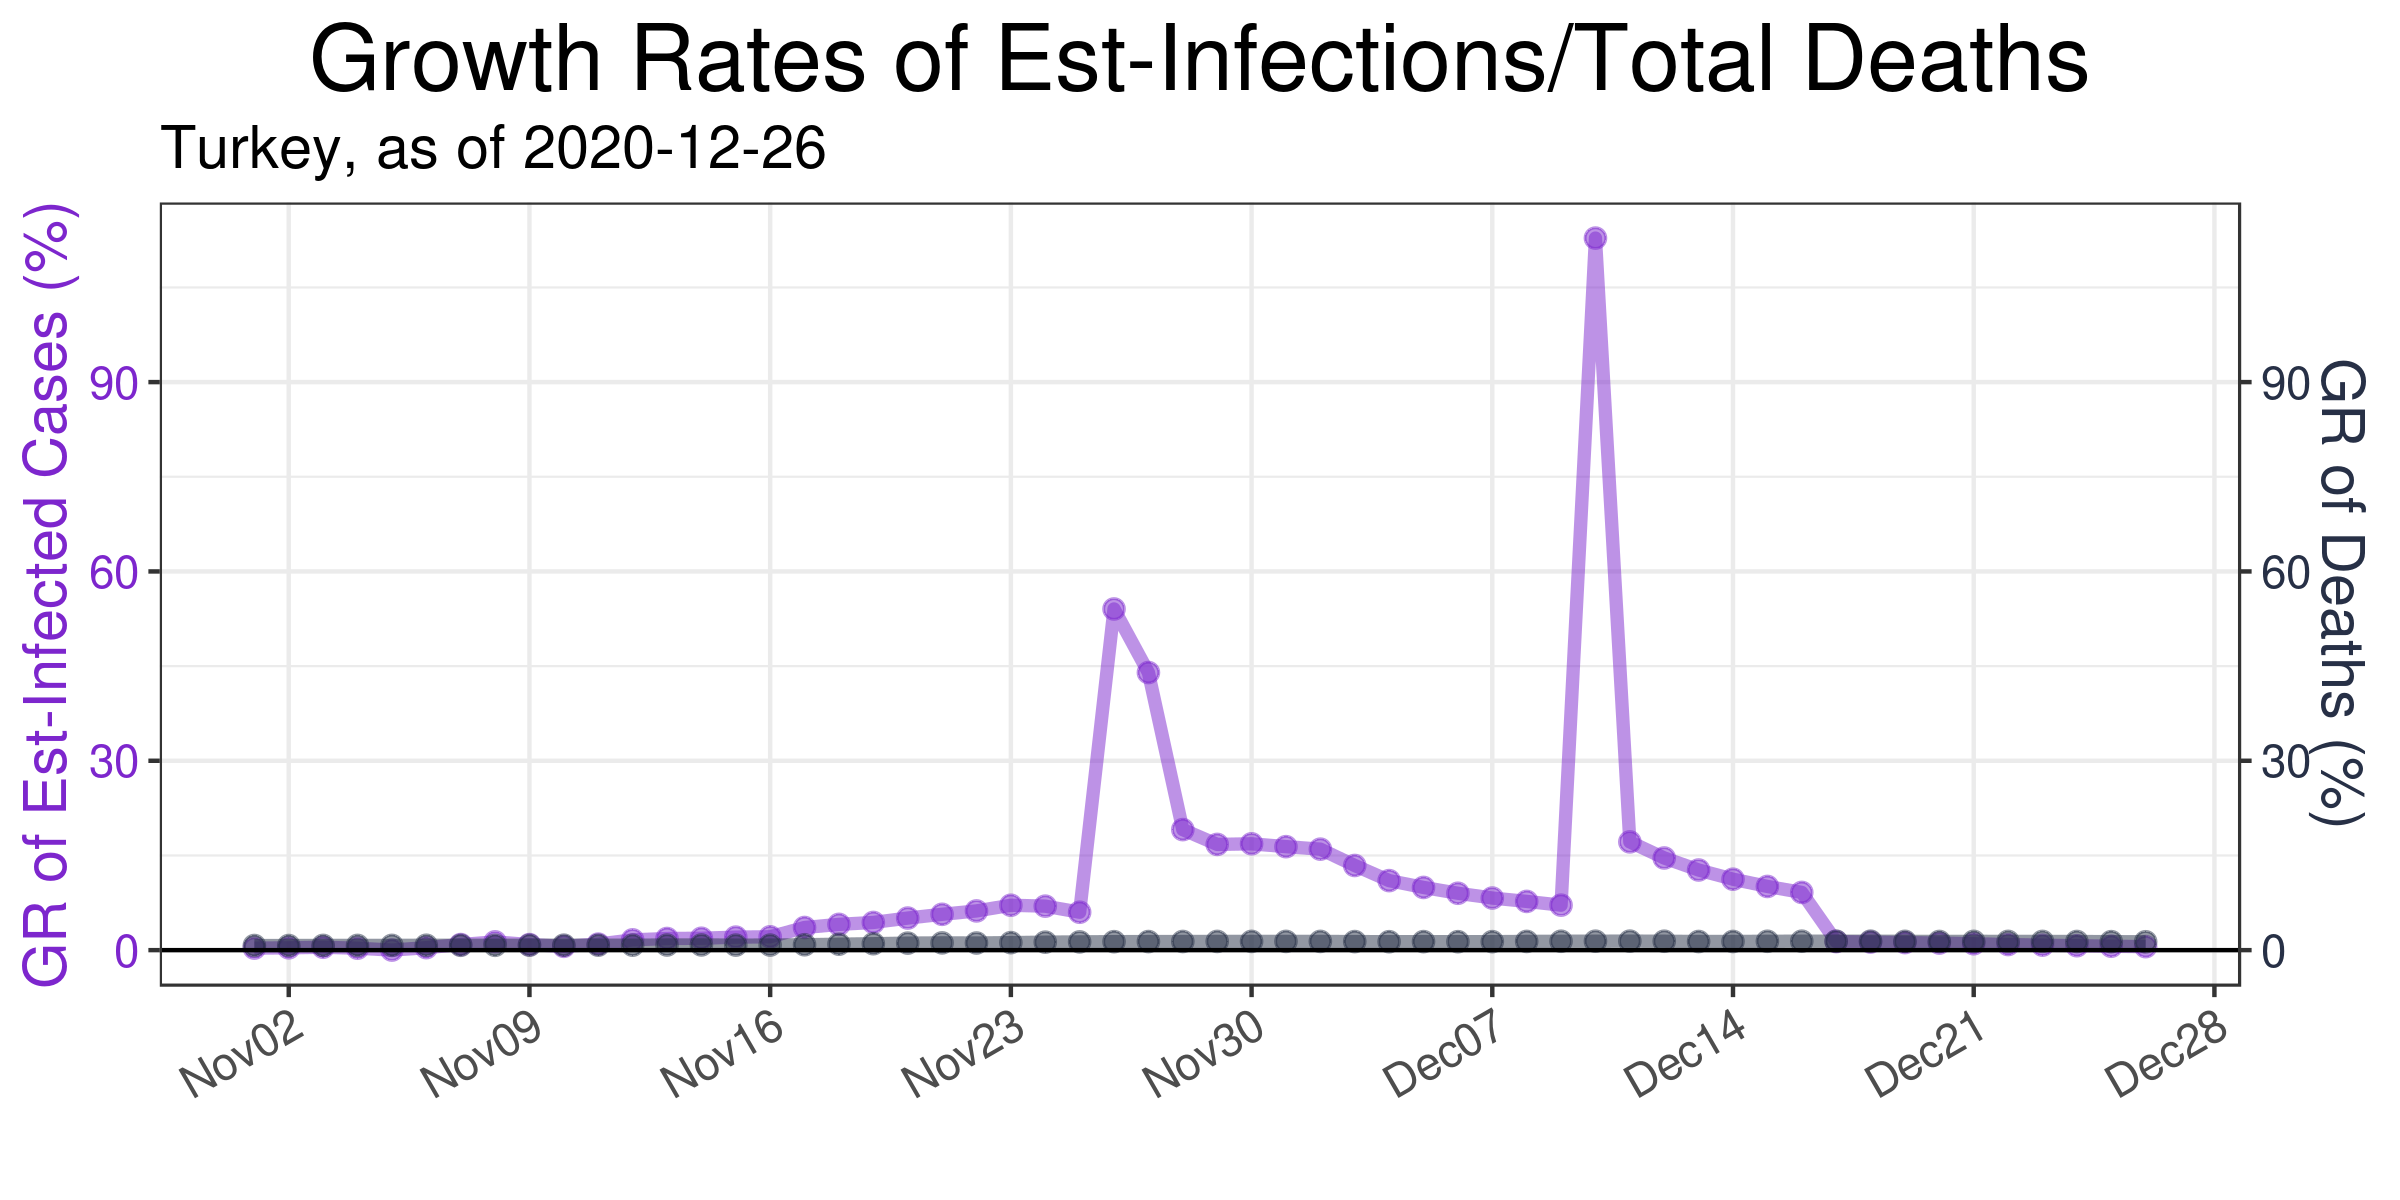 Growth Rates of Est-Infections/Total Deaths
Turkey, as of 2020-12-26
GR of Est-Infected Cases (%)
90
60
30
0
90
60
30
0
GR of Deaths (%)
Nov02
Nov09
Nov16
Nov23
Nov30
Dec07
Dec14
Dec21
Dec28